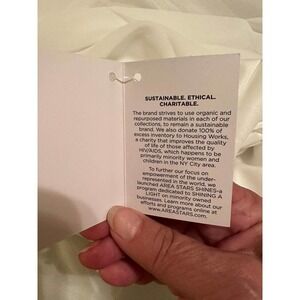 SUSTAINABLE. ETHICAL.
CHARITABLE.
The brand strives to use organic and
repurposed materials in each of our
collections, to remain a sustainable
brand. We also donate 100% of
excess inventory to Housing Works,
a charity that improves the quality
of life of those affected by
HIV/AIDS, which happens to be
primarily minority women and
children in the NY City area.
To further our focus on
empowerment of the under-
represented in the world, we
launched AREA STARS SHINES-a
program dedicated to SHINING A
LIGHT on minority owned
businesses. Learn more about our
efforts and programs online at
www.AREASTARS.com